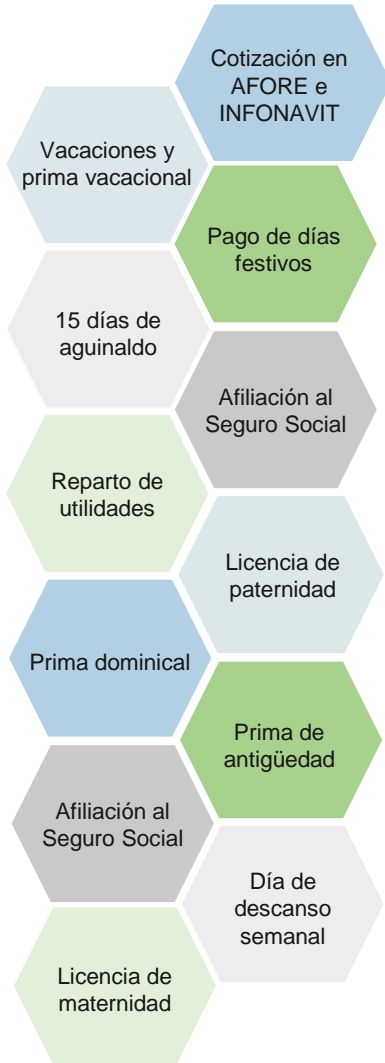 Cotización en
AFORE e
INFONAVIT
Vacaciones y
prima vacacional
Pago de días
festivos
15 días de
aguinaldo
Afiliación al
Seguro Social
Reparto de
utilidades
Licencia de
paternidad
Prima dominical
Prima de
antigüedad
Afiliación al
Seguro Social
Día de
descanso
semanal
Licencia de
maternidad